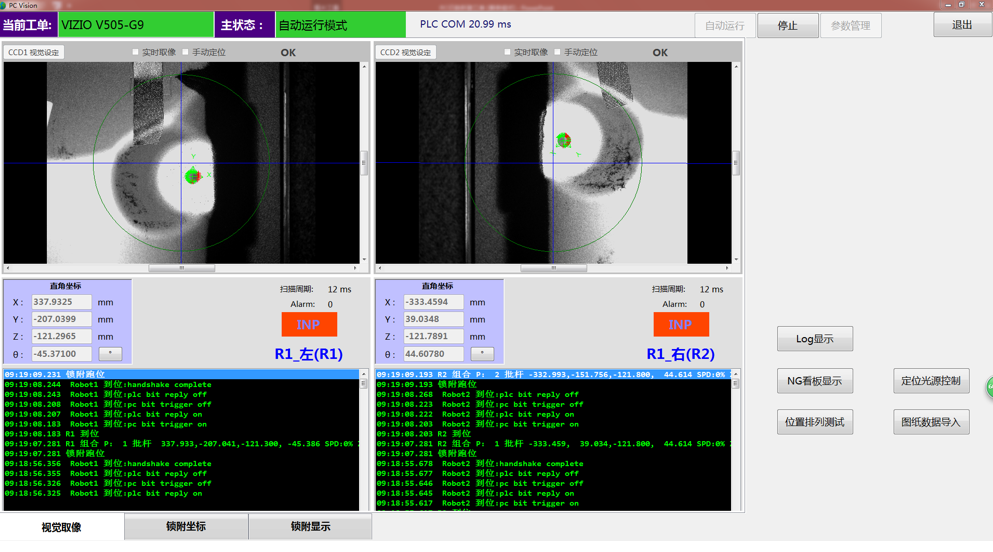 PC Vision
当前工单: VIZIO V505-G9 主状态: 自动运行模式 PLC COM 20.99 ms 自动运行 停止 参数管理 退出
CCD1 视觉设定 实时取像 手动定位 OK
CCD2 视觉设定 实时取像 手动定位 OK
Y
X
直角坐标
X: 337.9325 mm
Y: -207.0399 mm
Z: -121.2965 mm
θ: -45.37100 *
扫描周期: 12 ms
Alarm: 0
INP
R1_左(R1)
直角坐标
X: -333.4594 mm
Y: 39.0348 mm
Z: -121.7891 mm
θ: 44.60780 *
扫描周期: 12 ms
Alarm: 0
INP
R1_右(R2)
09:19:09.231 锁附跑位
09:19:08.244 Robot1 到位:handshake complete
09:19:08.243 Robot1 到位:plc bit reply off
09:19:08.208 Robot1 到位:pc bit trigger off
09:19:08.207 Robot1 到位:plc bit reply on
09:19:08.183 Robot1 到位:pc bit trigger on
09:19:08.183 R1 到位
09:19:07.281 R1 组合 P: 1 批杆 337.933,-207.041,-121.300, -45.386 SPD:0%
09:19:07.281 锁附跑位
09:18:56.356 Robot1 到位:handshake complete
09:18:56.355 Robot1 到位:plc bit reply off
09:18:56.326 Robot1 到位:pc bit trigger off
09:18:56.325 Robot1 到位:plc bit reply on
09:19:09.193 R2 组合 P: 2 批杆 -332.993,-151.756,-121.800, 44.614 SPD:0%
09:19:09.193 锁附跑位
09:19:08.268 Robot2 到位:plc bit reply off
09:19:08.223 Robot2 到位:pc bit trigger off
09:19:08.222 Robot2 到位:plc bit reply on
09:19:08.203 Robot2 到位:pc bit trigger on
09:19:08.203 R2 到位
09:19:07.281 R2 组合 P: 1 批杆 -333.459, 39.034,-121.800, 44.614 SPD:0%
09:19:07.281 锁附跑位
09:18:55.678 Robot2 到位:handshake complete
09:18:55.677 Robot2 到位:plc bit reply off
09:18:55.646 Robot2 到位:pc bit trigger off
09:18:55.645 Robot2 到位:plc bit reply on
09:18:55.617 Robot2 到位:pc bit trigger on
Log显示
NG看板显示 定位光源控制
位置排列测试 图纸数据导入
视觉取像 锁附坐标 锁附显示